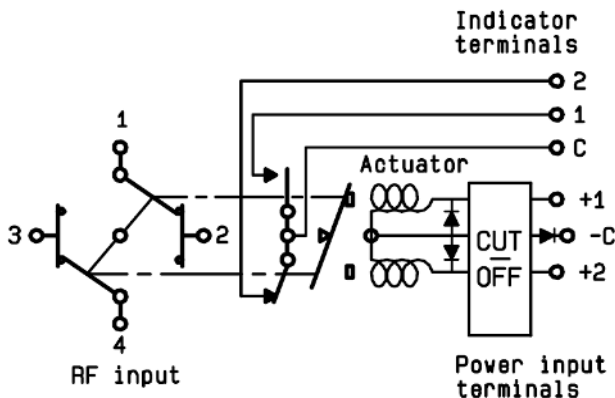 Indicator
terminals
2
1
C
1
Actuator
3
2
+1
CUT
-C
OFF
+2
4
RF input
Power input
terminals